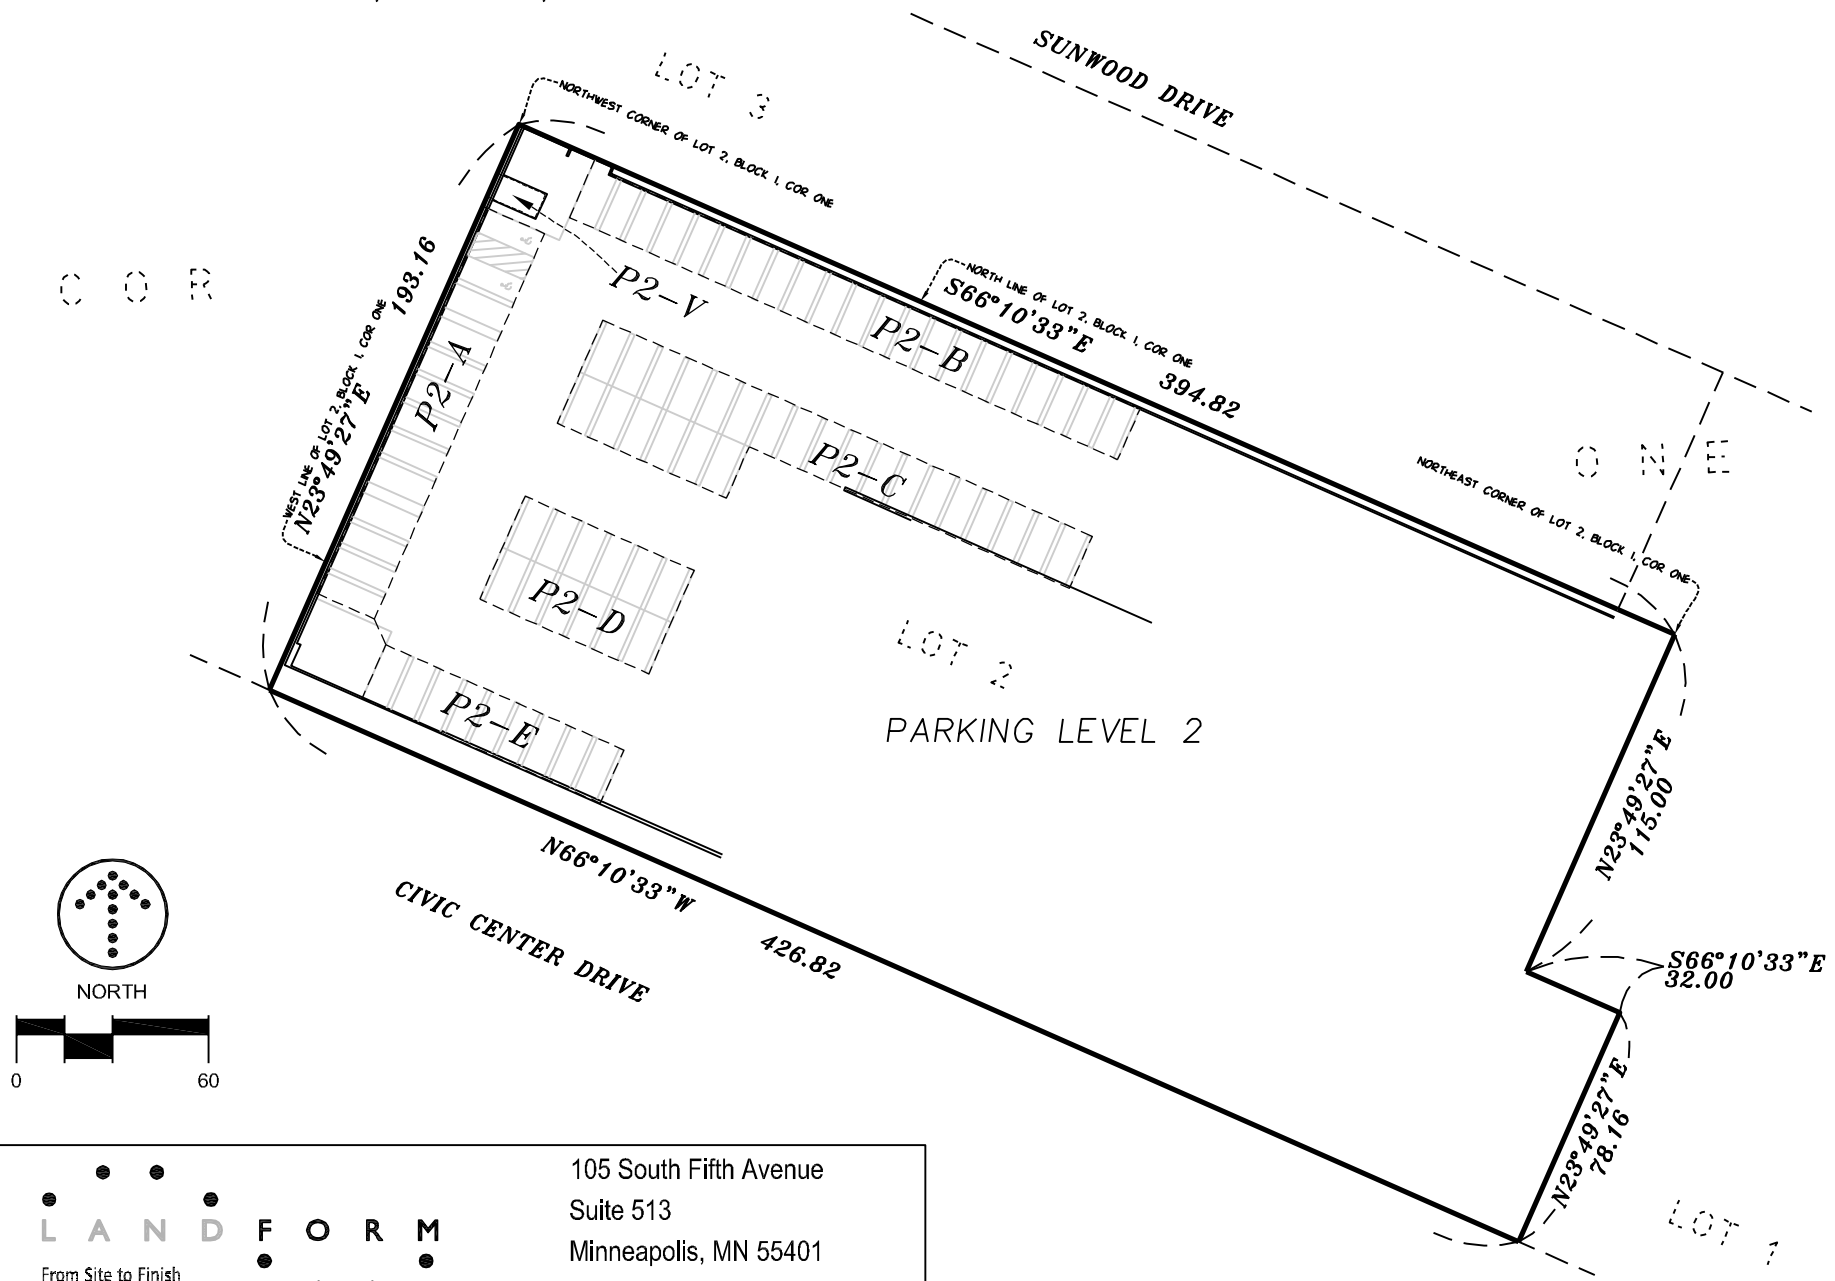 SUNWOOD DRIVE
LOT 3
NORTHWEST CORNER OF LOT 2, BLOCK 1, COR ONE
COR
193.16
WEST LINE OF LOT 2, BLOCK 1, COR ONE
N23°49'27"E
P2-A
P2-V
P2-B
NORTH LINE OF LOT 2, BLOCK 1, COR ONE
S66°10'33"E
394.82
P2-C
ONE
NORTHEAST CORNER OF LOT 2, BLOCK 1, COR ONE
P2-D
LOT 2
P2-E
PARKING LEVEL 2
N23°49'27"E
115.00
N66°10'33"W
426.82
CIVIC CENTER DRIVE
S66°10'33"E
32.00
N23°49'27"E
78.16
LOT 1
NORTH
0 60
LANDFORM
From Site to Finish
105 South Fifth Avenue
Suite 513
Minneapolis, MN 55401